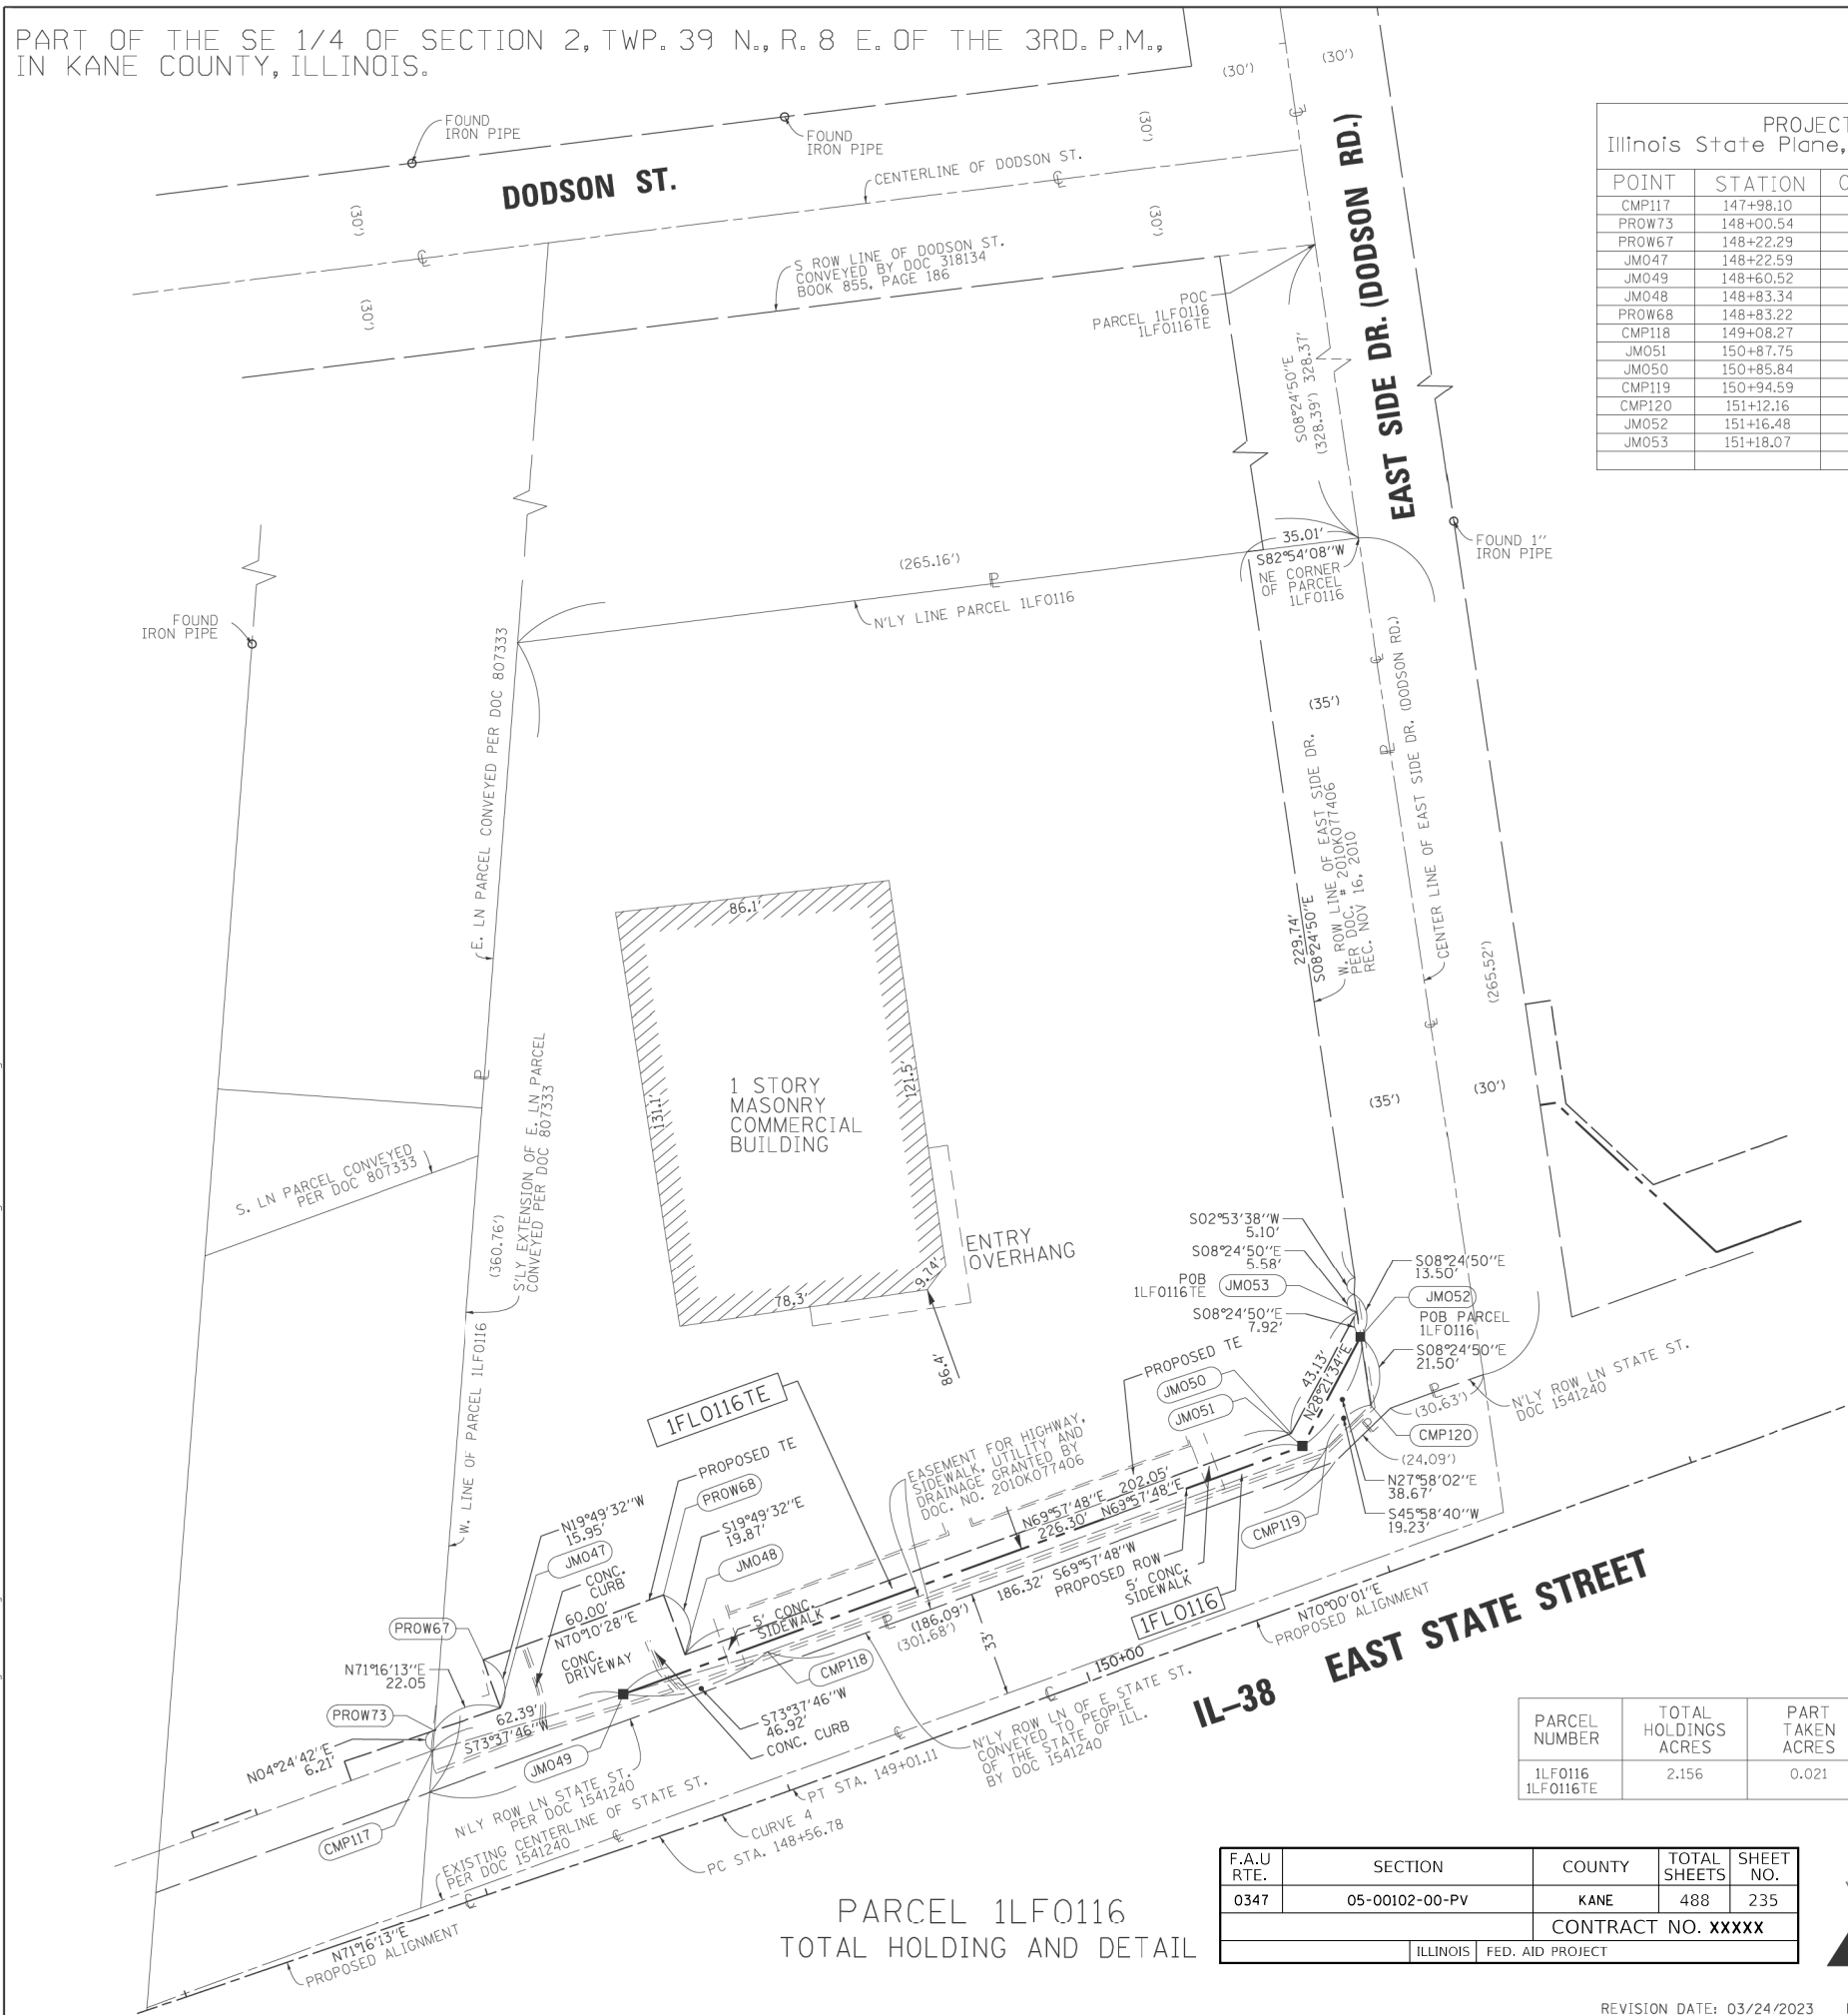 PART OF THE SE 1/4 OF SECTION 2, TWP. 39 N., R. 8 E. OF THE 3RD. P.M.,
IN KANE COUNTY, ILLINOIS.
(30')
(30')
FOUND
IRON PIPE
FOUND
IRON PIPE
(30')
DODSON ST.
CENTERLINE OF DODSON ST.
(30')
(30')
(30')
S ROW LINE OF DODSON ST.
CONVEYED BY DOC 318134
BOOK 855, PAGE 186
POC
PARCEL 1LF0116
1LF0116TE
EAST SIDE DR. (DODSON RD.)
S08°24'50"E
(328.39') 328.37'
PROJECT
Illinois State Plane,
POINT STATION
CMP117 147+98.10
PROW73 148+00.54
PROW67 148+22.29
JM047 148+22.59
JM049 148+60.52
JM048 148+83.34
PROW68 148+83.22
CMP118 149+08.27
JM051 150+87.75
JM050 150+85.84
CMP119 150+94.59
CMP120 151+12.16
JM052 151+16.48
JM053 151+18.07
35.01'
S82°54'08"W
NE CORNER
OF PARCEL
1LF0116
FOUND 1"
IRON PIPE
(265.16')
N'LY LINE PARCEL 1LF0116
FOUND
IRON PIPE
E. LN PARCEL CONVEYED PER DOC 807333
(35')
229.74'
S08°24'50"E
W. ROW LINE OF EAST SIDE DR.
PER DOC. # 2010K077406
REC. NOV 16, 2010
CENTER LINE OF EAST SIDE DR. (DODSON RD.)
(265.52')
(35')
(30')
86.1'
131.1'
121.5'
1 STORY
MASONRY
COMMERCIAL
BUILDING
78.3'
9.74'
86.4'
ENTRY
OVERHANG
S. LN PARCEL CONVEYED
PER DOC 807333
(360.76')
S'LY EXTENSION OF E. LN PARCEL
CONVEYED PER DOC 807333
W. LINE OF PARCEL 1LF0116
S02°53'38"W
5.10'
S08°24'50"E
5.58'
POB
1LF0116TE
JM053
S08°24'50"E
7.92'
S08°24'50"E
13.50'
JM052
POB PARCEL
1LF0116
S08°24'50"E
21.50'
N'LY ROW LN STATE ST.
DOC 1541240
(30.63')
CMP120
(24.09')
N27°58'02"E
38.67'
S45°58'40"W
19.23'
43.13'
N28°21'34"E
PROPOSED TE
JM050
JM051
1FL0116TE
PROPOSED TE
PROW68
EASEMENT FOR HIGHWAY,
SIDEWALK, UTILITY AND
DRAINAGE GRANTED BY
DOC. NO. 2010K077406
N69°57'48"E 202.05'
226.30' N69°57'48"E
186.32' S69°57'48"W
PROPOSED ROW
5' CONC.
SIDEWALK
CMP119
1FL0116
N19°49'32"W
15.95'
JM047
CONC.
CURB
S19°49'32"E
19.87'
JM048
60.00'
N70°10'28"E
5' CONC.
SIDEWALK
CONC.
DRIVEWAY
PROW67
N71°16'13"E
22.05
PROW73
N04°24'42"E
6.21'
62.39'
S73°37'46"W
JM049
CMP118
S73°37'46"W
46.92'
CONC. CURB
(186.09')
(301.68')
33'
N'LY ROW LN OF E STATE ST.
CONVEYED TO PEOPLE
OF THE STATE OF ILL.
BY DOC 1541240
150+00
N70°00'01"E
PROPOSED ALIGNMENT
IL-38 EAST STATE STREET
PT STA. 149+01.11
CURVE 4
PC STA. 148+56.78
N'LY ROW LN STATE ST.
PER DOC 1541240
EXISTING CENTERLINE OF STATE ST.
PER DOC 1541240
CMP117
N71°16'13"E
PROPOSED ALIGNMENT
PARCEL NUMBER TOTAL HOLDINGS ACRES PART TAKEN ACRES
1LF0116 2.156 0.021
1LF0116TE
PARCEL 1LF0116
TOTAL HOLDING AND DETAIL
F.A.U RTE. SECTION COUNTY TOTAL SHEETS SHEET NO.
0347 05-00102-00-PV KANE 488 235
CONTRACT NO. XXXXX
ILLINOIS FED. AID PROJECT
REVISION DATE: 03/24/2023